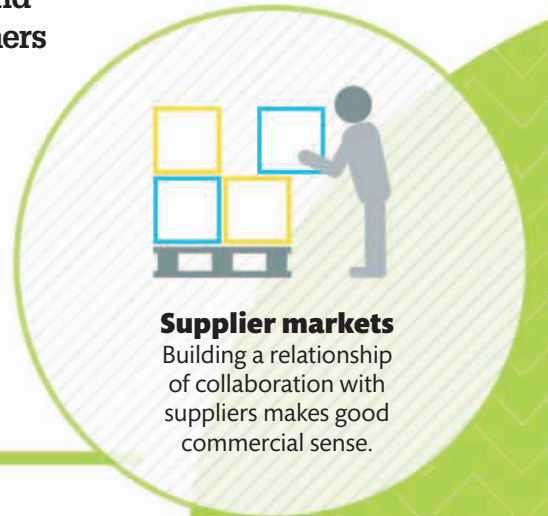 Supplier markets
Building a relationship
of collaboration with
suppliers makes good
commercial sense.